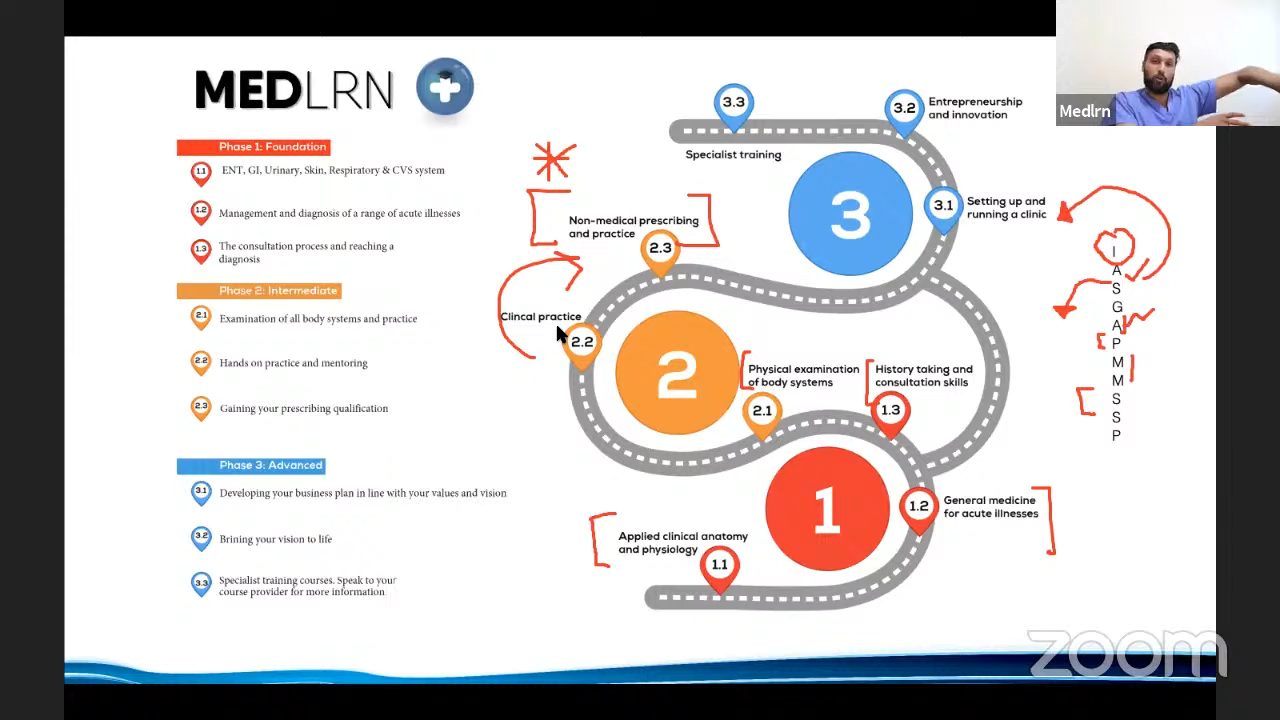 MEDLRN
Phase 1: Foundation
1.1 ENT, GI, Urinary, Skin, Respiratory & CVS system
1.2 Management and diagnosis of a range of acute illnesses
1.3 The consultation process and reaching a
diagnosis
Phase 2: Intermediate
2.1 Examination of all body systems and practice
2.2 Hands on practice and mentoring
2.3 Gaining your prescribing qualification
Phase 3: Advanced
3.1 Developing your business plan in line with your values and vision
3.2 Brining your vision to life
3.3 Specialist training courses. Speak to your
course provider for more information
3.3
Specialist training
3.2
Entrepreneurship
and innovation
3
3.1
Setting up and
running a clinic
Non-medical prescribing
and practice
2.3
Clincal practice
2.2
2
Physical examination
of body systems
2.1
History taking and
consultation skills
1.3
1
1.2
General medicine
for acute illnesses
Applied clinical anatomy
and physiology
1.1
I
A
S
G
A
P
M
M
S
S
P
Medlrn
zoom